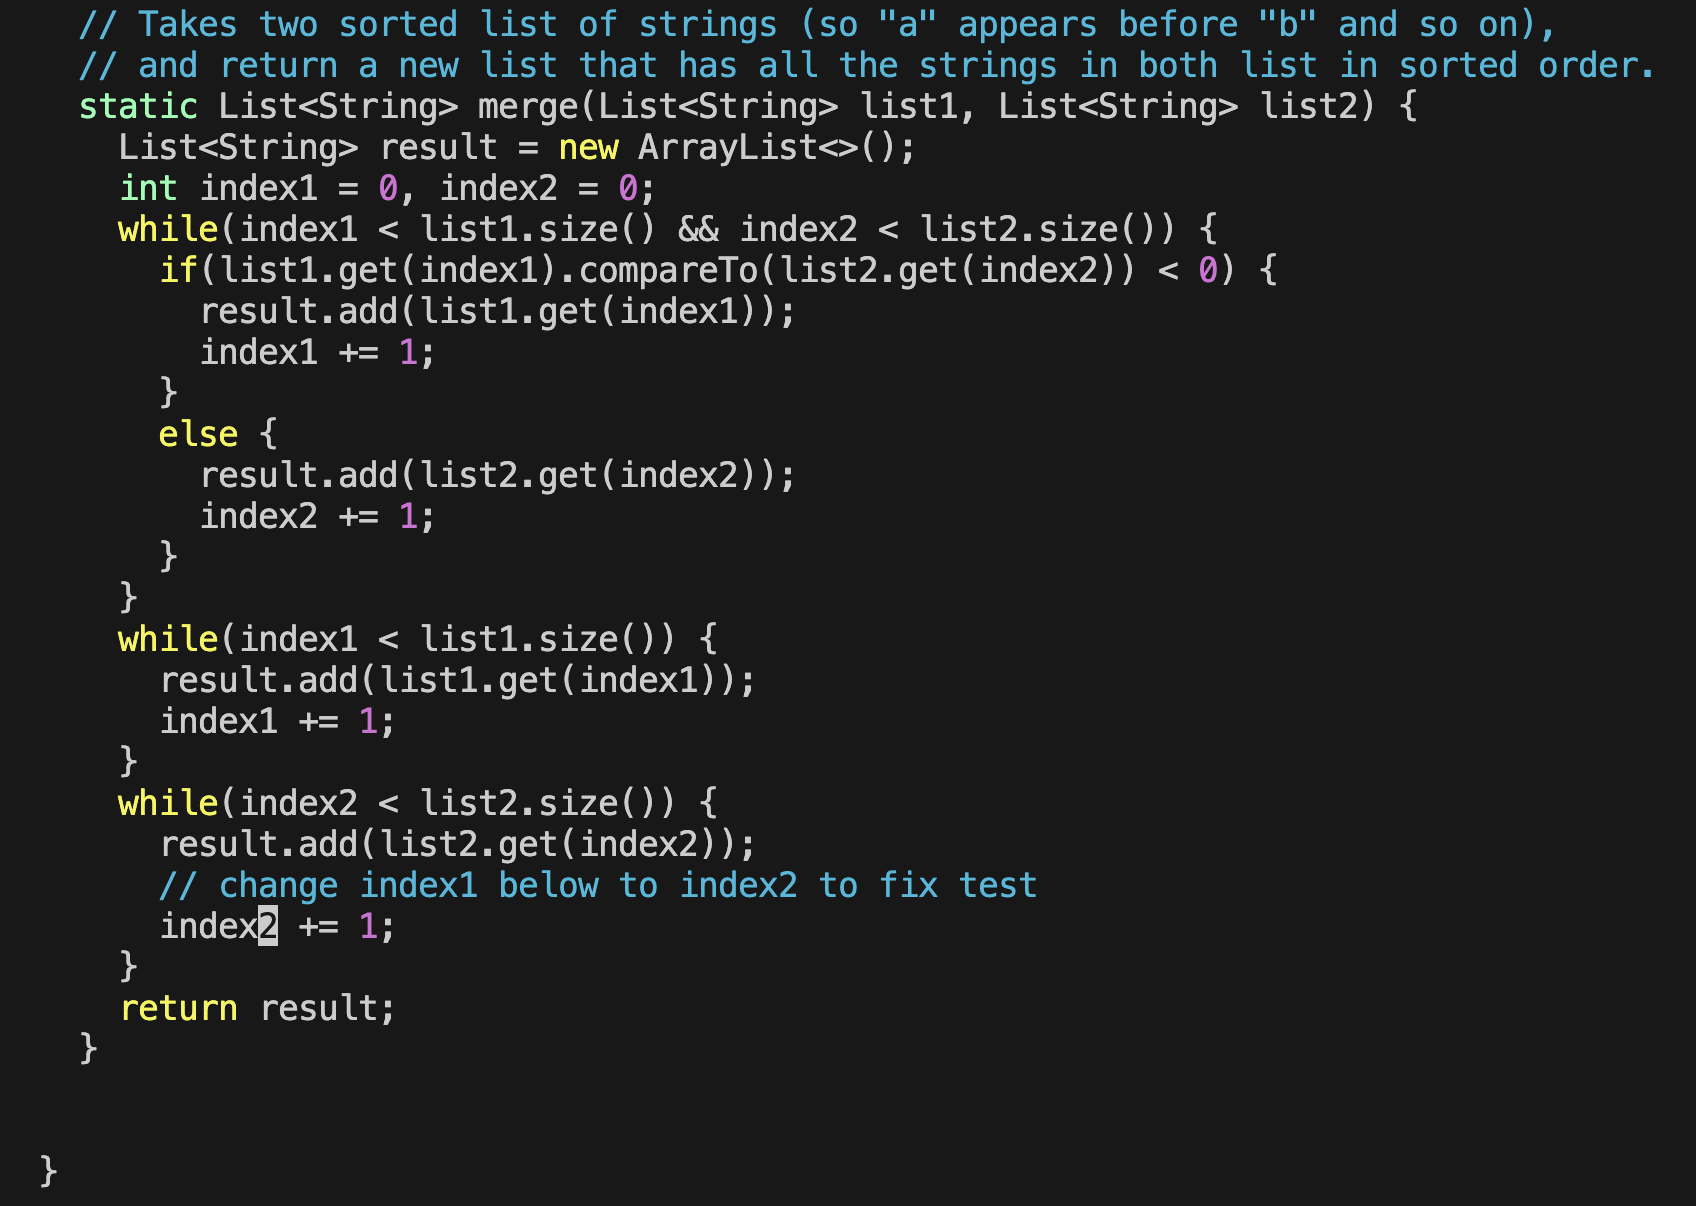 // Takes two sorted list of strings (so "a" appears before "b" and so on),
// and return a new list that has all the strings in both list in sorted order.
static List<String> merge(List<String> list1, List<String> list2) {
List<String> result = new ArrayList<>();
int index1 = 0, index2 = 0;
while(index1 < list1.size() && index2 < list2.size()) {
if(list1.get(index1).compareTo(list2.get(index2)) < 0) {
result.add(list1.get(index1));
index1 += 1;
}
else {
result.add(list2.get(index2));
index2 += 1;
}
}
while(index1 < list1.size()) {
result.add(list1.get(index1));
index1 += 1;
}
while(index2 < list2.size()) {
result.add(list2.get(index2));
// change index1 below to index2 to fix test
index2 += 1;
}
return result;
}
}